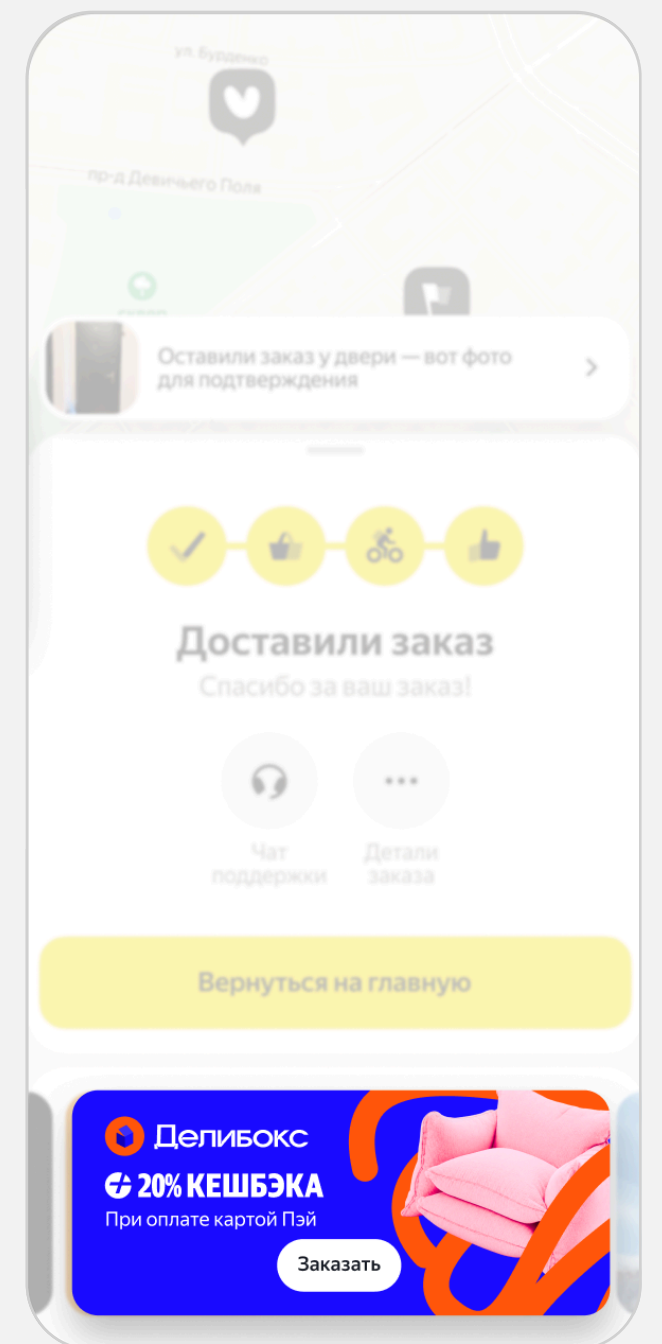 ул. Бурденко
пр-д Девичьего Поля
Оставили заказ у двери — вот фото
для подтверждения
Доставили заказ
Спасибо за ваш заказ!
Чат
поддержки
Детали
заказа
Вернуться на главную
Делибокс
20% КЕШБЭКА
При оплате картой Пэй
Заказать